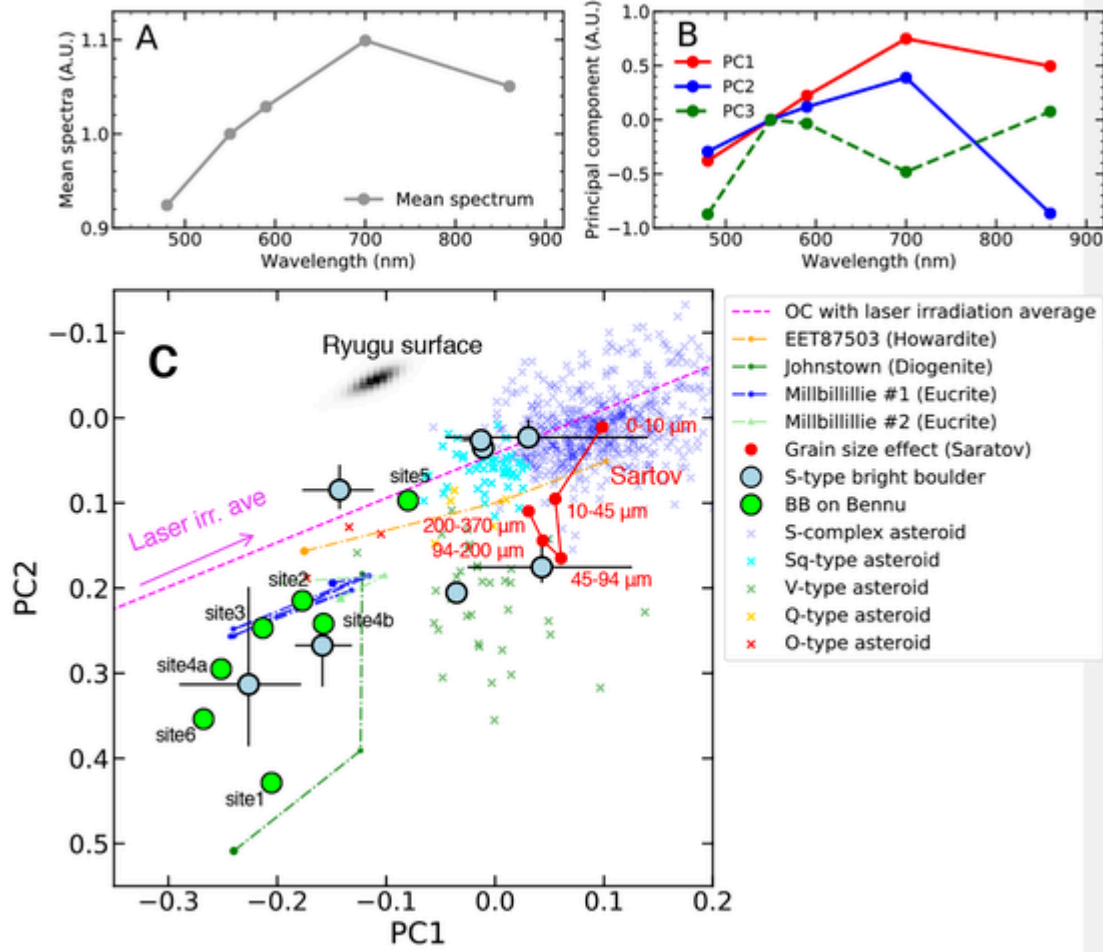 A
Mean spectra (A.U.)
1.1
1.0
0.9
Mean spectrum
500
600
700
800
900
Wavelength (nm)
B
Principal component (A.U.)
1.0
0.5
0.0
−0.5
−1.0
PC1
PC2
PC3
500
600
700
800
900
Wavelength (nm)
C
Ryugu surface
PC2
−0.1
0.0
0.1
0.2
0.3
0.4
0.5
0-10 μm
Sartov
site5
10-45 μm
200-370 μm
94-200 μm
45-94 μm
Laser irr. ave
site2
site3
site4b
site4a
site6
site1
−0.3
−0.2
−0.1
0.0
0.1
0.2
PC1
OC with laser irradiation average
EET87503 (Howardite)
Johnstown (Diogenite)
Millbillillie #1 (Eucrite)
Millbillillie #2 (Eucrite)
Grain size effect (Saratov)
S-type bright boulder
BB on Bennu
S-complex asteroid
Sq-type asteroid
V-type asteroid
Q-type asteroid
O-type asteroid